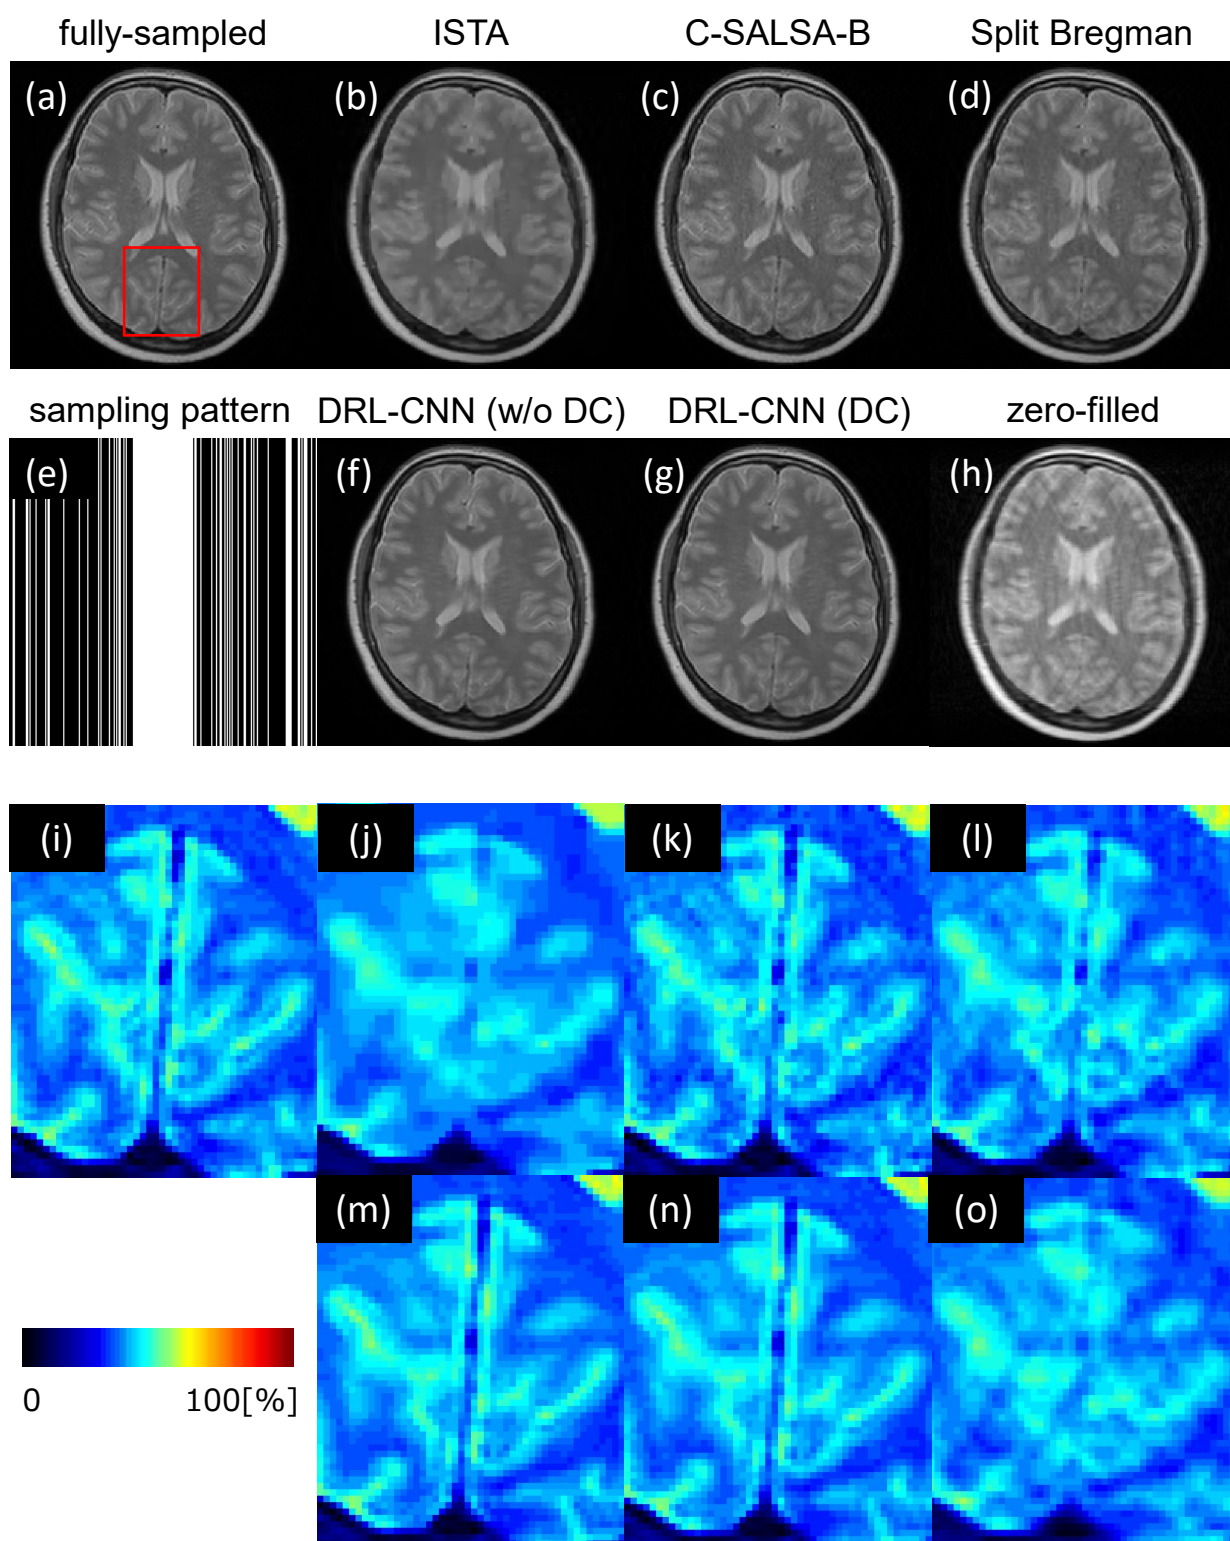 fully-sampled ISTA C-SALSA-B Split Bregman
(a) (b) (c) (d)
sampling pattern DRL-CNN (w/o DC) DRL-CNN (DC) zero-filled
(e) (f) (g) (h)
(i) (j) (k) (l)
(m) (n) (o)
0 100[%]